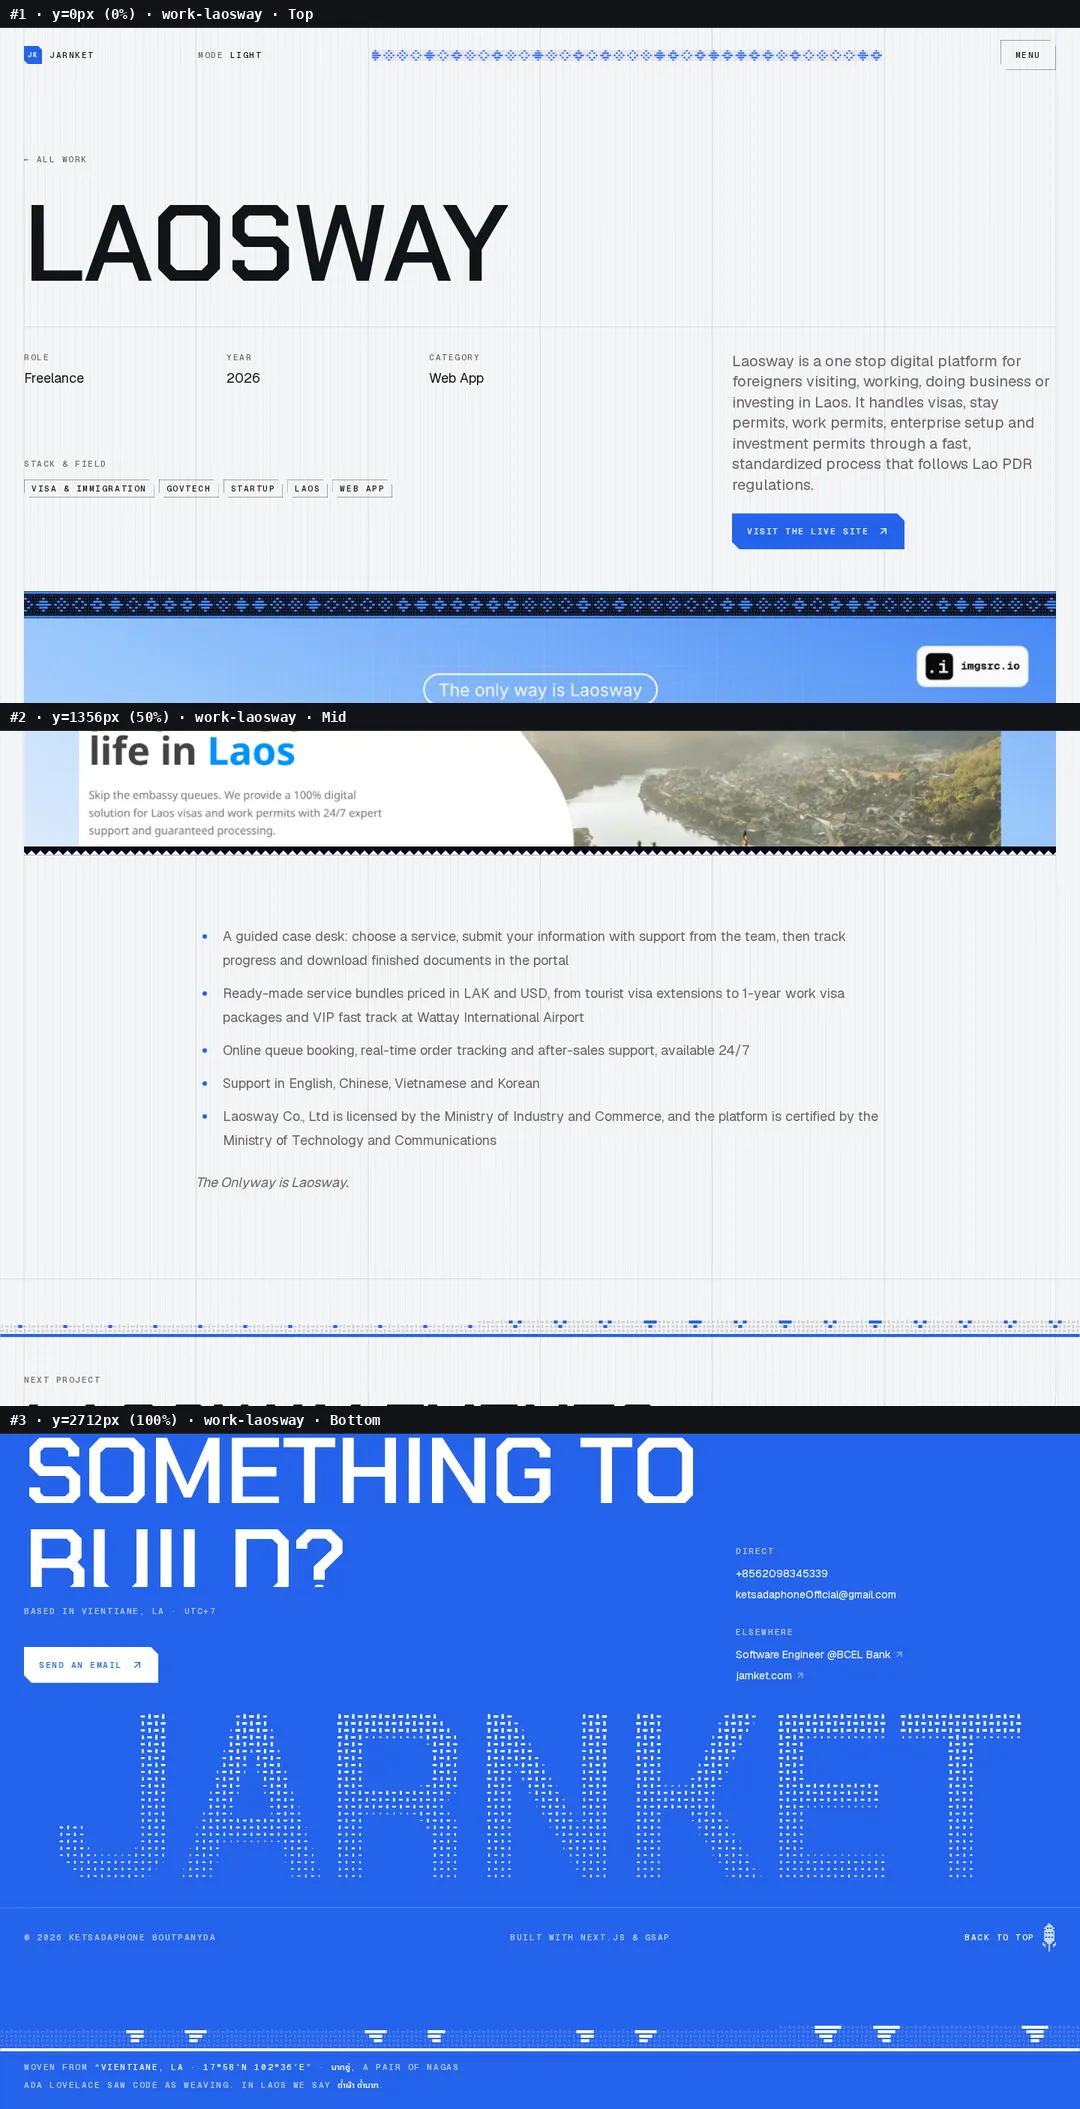 #1 · y=0px (0%) · work-laosway · Top
JK JARNKET
MODE LIGHT
MENU
← ALL WORK
LAOSWAY
ROLE
Freelance
YEAR
2026
CATEGORY
Web App
Laosway is a one stop digital platform for
foreigners visiting, working, doing business or
investing in Laos. It handles visas, stay
permits, work permits, enterprise setup and
investment permits through a fast,
standardized process that follows Lao PDR
regulations.
STACK & FIELD
VISA & IMMIGRATION
GOVTECH
STARTUP
LAOS
WEB APP
VISIT THE LIVE SITE
The only way is Laosway
.i imgsrc.io
#2 · y=1356px (50%) · work-laosway · Mid
life in Laos
Skip the embassy queues. We provide a 100% digital
solution for Laos visas and work permits with 24/7 expert
support and guaranteed processing.
• A guided case desk: choose a service, submit your information with support from the team, then track
progress and download finished documents in the portal
• Ready-made service bundles priced in LAK and USD, from tourist visa extensions to 1-year work visa
packages and VIP fast track at Wattay International Airport
• Online queue booking, real-time order tracking and after-sales support, available 24/7
• Support in English, Chinese, Vietnamese and Korean
• Laosway Co., Ltd is licensed by the Ministry of Industry and Commerce, and the platform is certified by the
Ministry of Technology and Communications
The Onlyway is Laosway.
NEXT PROJECT
#3 · y=2712px (100%) · work-laosway · Bottom
SOMETHING TO
BUILD?
BASED IN VIENTIANE, LA · UTC+7
SEND AN EMAIL
DIRECT
+8562098345339
ketsadaphoneOfficial@gmail.com
ELSEWHERE
Software Engineer @BCEL Bank
jarnket.com
JARNKET
© 2026 KETSADAPHONE BOUTPANYDA
BUILT WITH NEXT.JS & GSAP
BACK TO TOP
WOVEN FROM "VIENTIANE, LA · 17°58'N 102°36'E" · ນາກຄູ່, A PAIR OF NAGAS
ADA LOVELACE SAW CODE AS WEAVING. IN LAOS WE SAY ຕ່ຳຜ້າ ຕ່ຳນາກ.